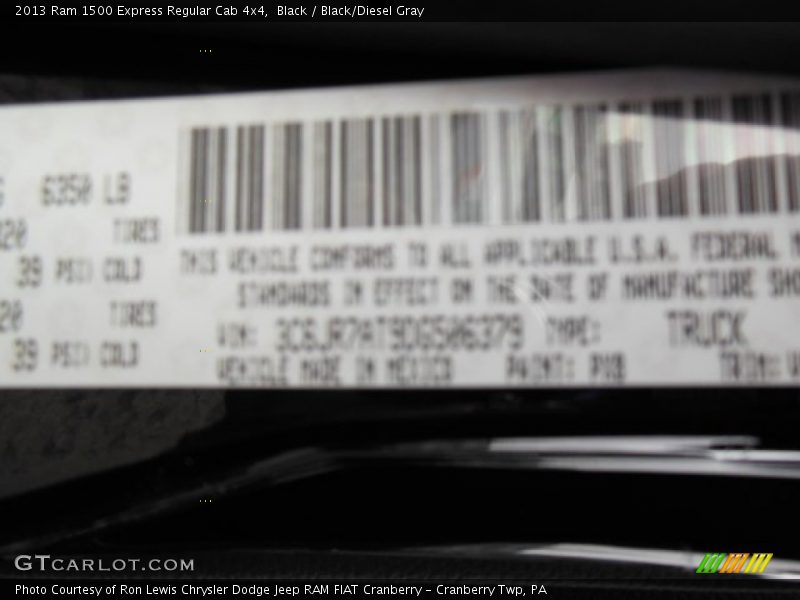 2013 Ram 1500 Express Regular Cab 4x4,  Black / Black/Diesel Gray
6350 LB
TIRES
39 PSI) COLD
TIRES
39 PSI) COLD
THIS VEHICLE CONFORMS TO ALL APPLICABLE U.S.A. FEDERAL
STANDARDS IN EFFECT ON THE DATE OF MANUFACTURE SHO
VIN: 3C6JR7AT9DG506379 TYPE: TRUCK
VEHICLE MADE IN MEXICO PAINT: TRIM:
GTCARLOT.COM
Photo Courtesy of Ron Lewis Chrysler Dodge Jeep RAM FIAT Cranberry – Cranberry Twp, PA